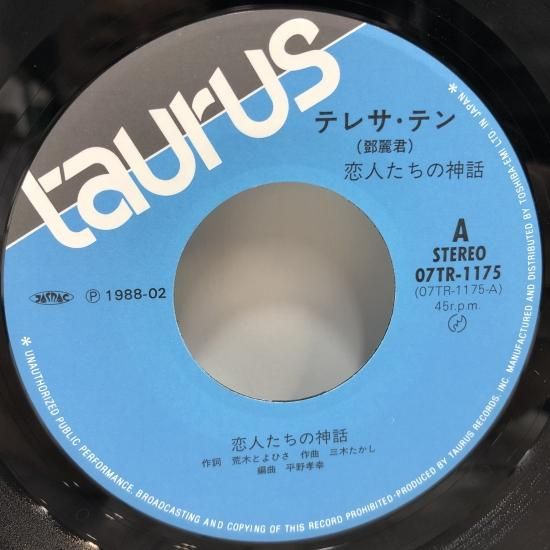 taurus
テレサ・テン
(鄧麗君)
恋人たちの神話
A
STEREO
07TR-1175
(07TR-1175-A)
45r.p.m.
JASRAC
Ⓟ 1988-02
恋人たちの神話
作詞 荒木とよひさ 作曲 三木たかし
編曲 平野孝幸
* UNAUTHORIZED PUBLIC PERFORMANCE, BROADCASTING AND COPYING OF THIS RECORD PROHIBITED·PRODUCED BY TAURUS RECORDS, INC. MANUFACTURED AND DISTRIBUTED BY TOSHIBA-EMI LTD IN JAPAN *